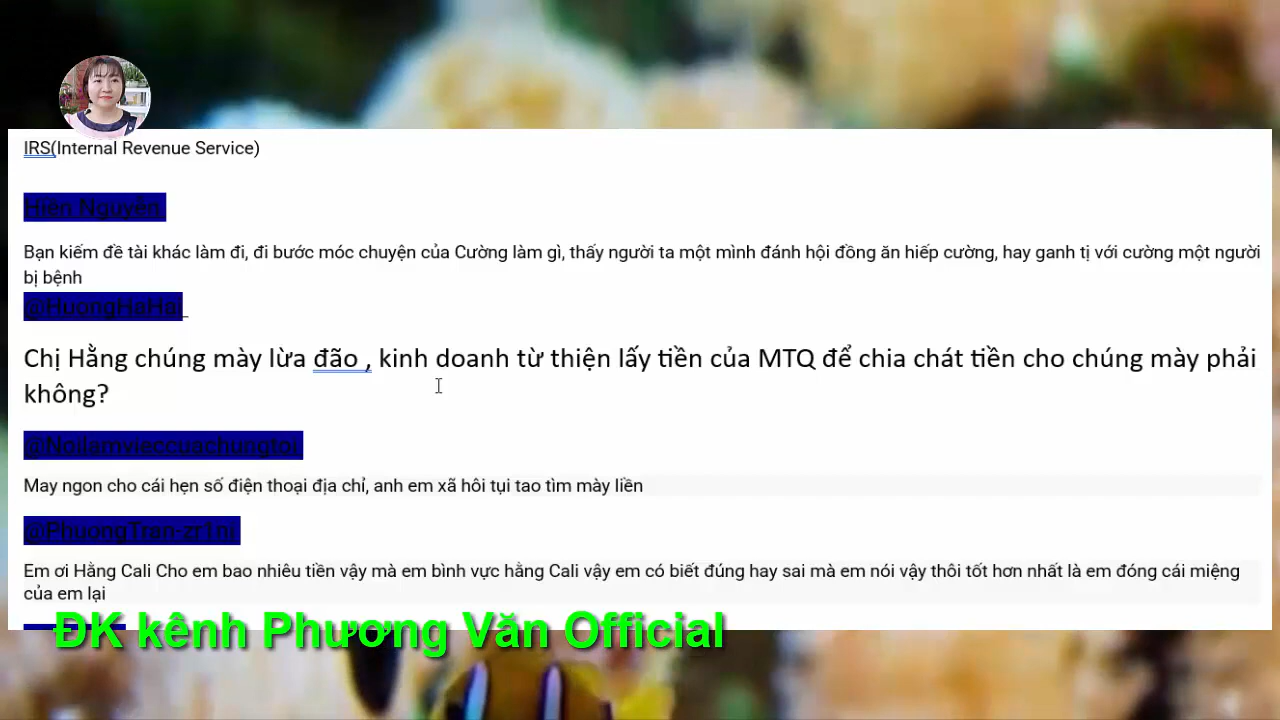 IRS(Internal Revenue Service)
Hiền Nguyễn
Bạn kiếm đề tài khác làm đi, đi bước móc chuyện của Cường làm gì, thấy người ta một mình đánh hội đồng ăn hiếp cường, hay ganh tị với cường một người
bị bệnh
@HuongHaHai
Chị Hằng chúng mày lừa đão , kinh doanh từ thiện lấy tiền của MTQ để chia chát tiền cho chúng mày phải
không?
@Noilamvieccuachungtoi
May ngon cho cái hẹn số điện thoại địa chỉ, anh em xã hôi tụi tao tìm mày liền
@PhuongTran-zr1ni
Em ơi Hằng Cali Cho em bao nhiêu tiền vậy mà em bình vực hằng Cali vậy em có biết đúng hay sai mà em nói vậy thôi tốt hơn nhất là em đóng cái miệng
của em lại
ĐK kênh Phương Văn Official